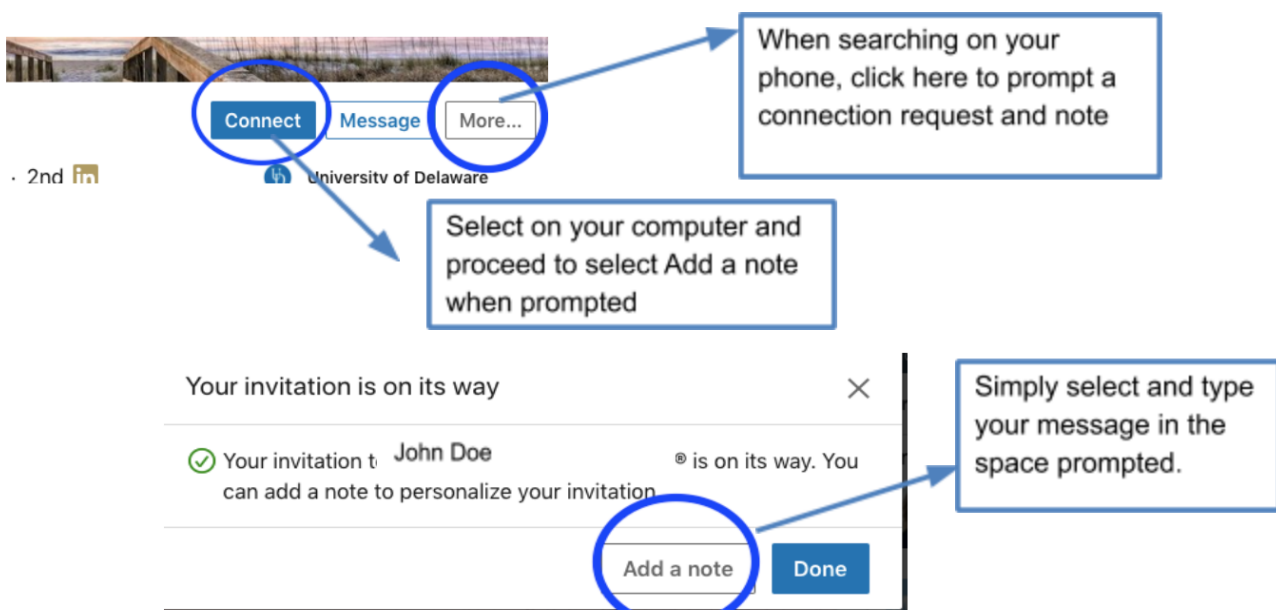 When searching on your
phone, click here to prompt a
connection request and note
Connect
Message
More...
· 2nd in
UD University of Delaware
Select on your computer and
proceed to select Add a note
when prompted
Your invitation is on its way
Your invitation t John Doe ® is on its way. You
can add a note to personalize your invitation
Add a note
Done
Simply select and type
your message in the
space prompted.